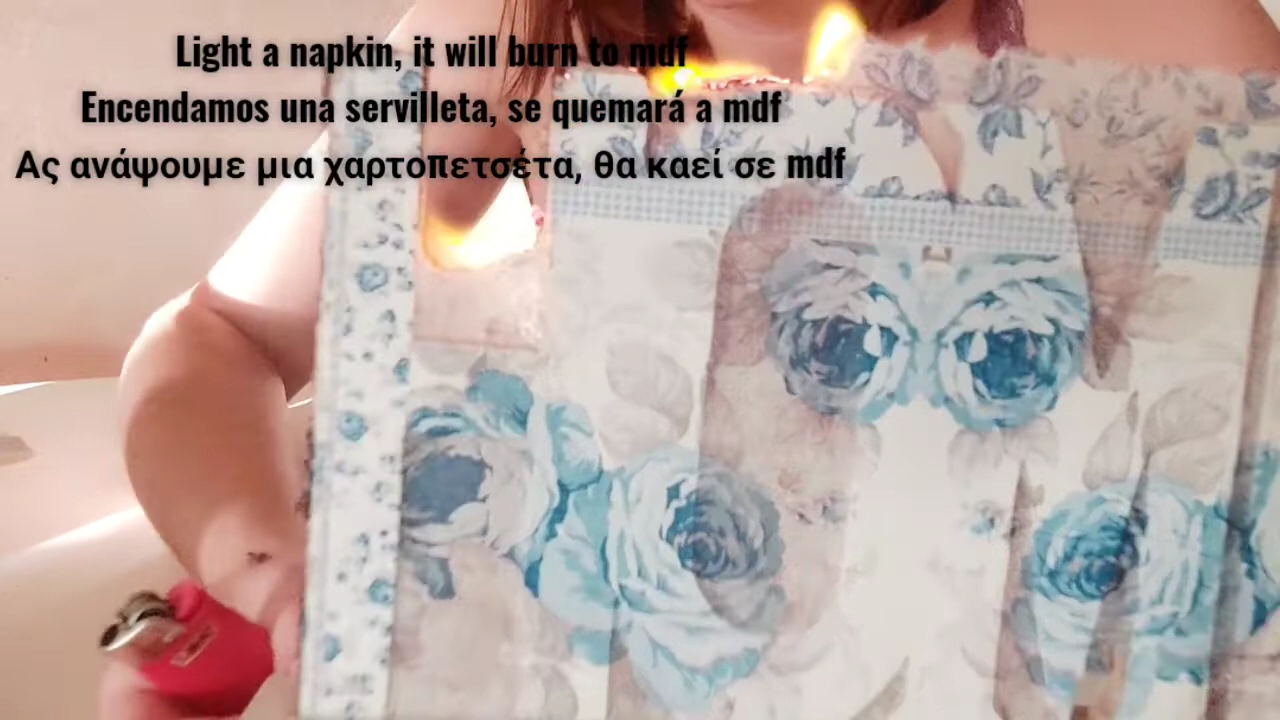 Light a napkin, it will burn to mdf
Encendamos una servilleta, se quemará a mdf
Ας ανάψουμε μια χαρτοπετσέτα, θα καεί σε mdf